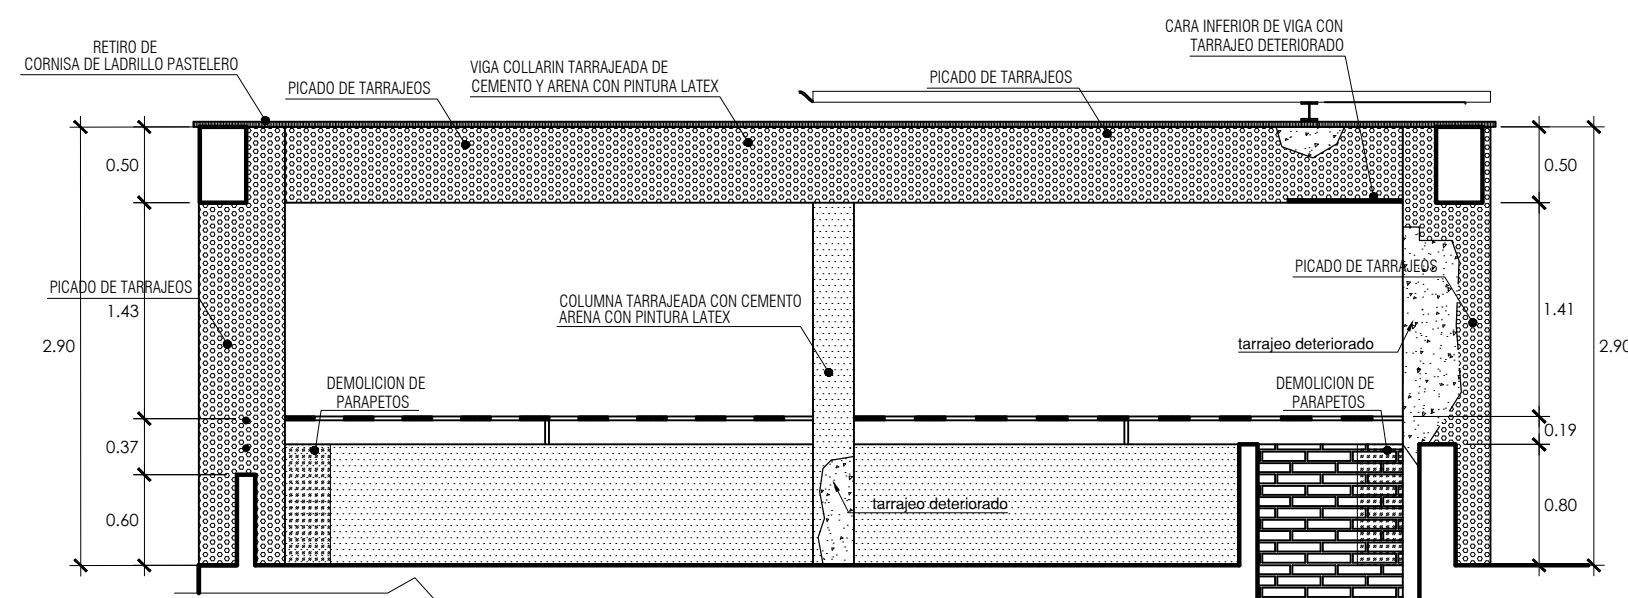 CARA INFERIOR DE VIGA CON
TARRAJEO DETERIORADO
RETIRO DE
CORNISA DE LADRILLO PASTELERO
PICADO DE TARRAJEOS
VIGA COLLARIN TARRAJEADA DE
CEMENTO Y ARENA CON PINTURA LATEX
PICADO DE TARRAJEOS
0.50
0.50
PICADO DE TARRAJEOS
1.43
2.90
COLUMNA TARRAJEADA CON CEMENTO
ARENA CON PINTURA LATEX
PICADO DE TARRAJEOS
1.41
tarrajeo deteriorado
2.90
DEMOLICION DE
PARAPETOS
DEMOLICION DE
PARAPETOS
0.37
0.19
tarrajeo deteriorado
0.60
0.80